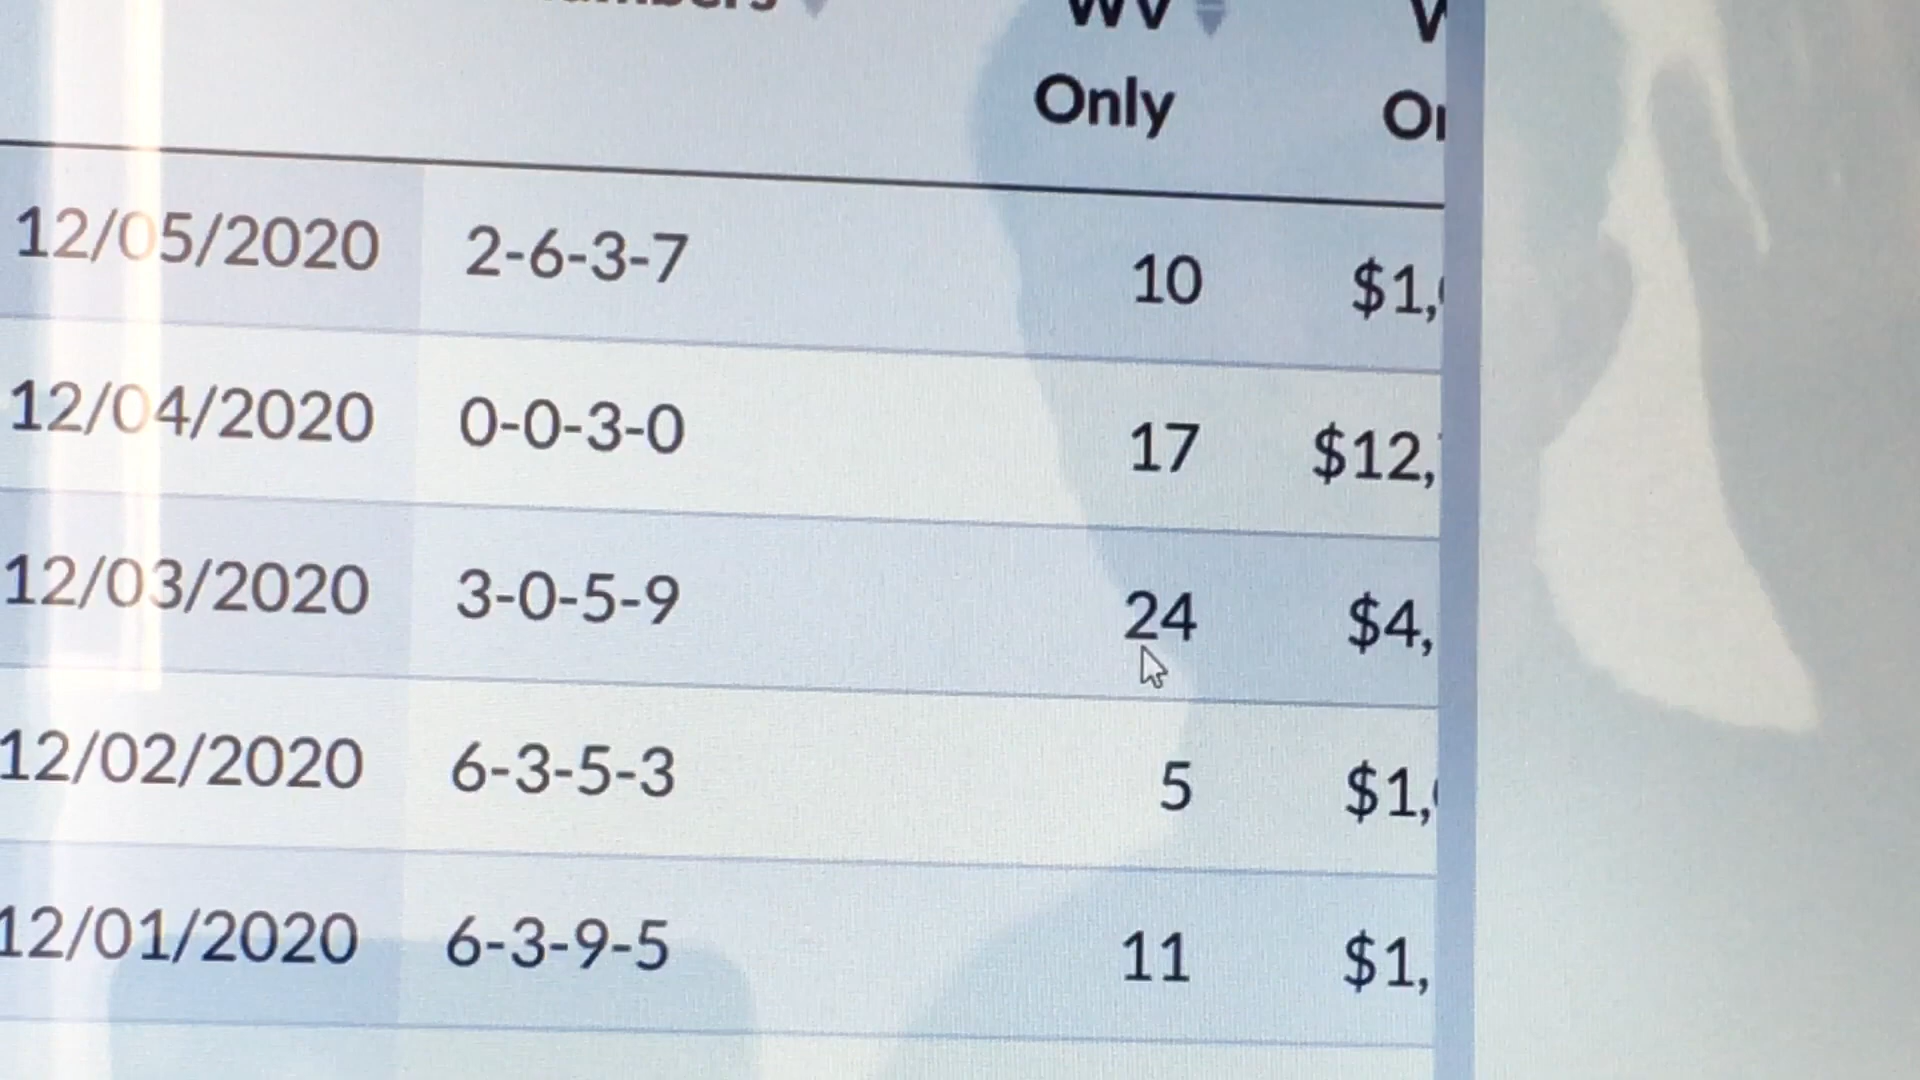 WV
Only
12/05/2020 2-6-3-7 10 $1,
12/04/2020 0-0-3-0 17 $12,
12/03/2020 3-0-5-9 24 $4,
12/02/2020 6-3-5-3 5 $1,
12/01/2020 6-3-9-5 11 $1,